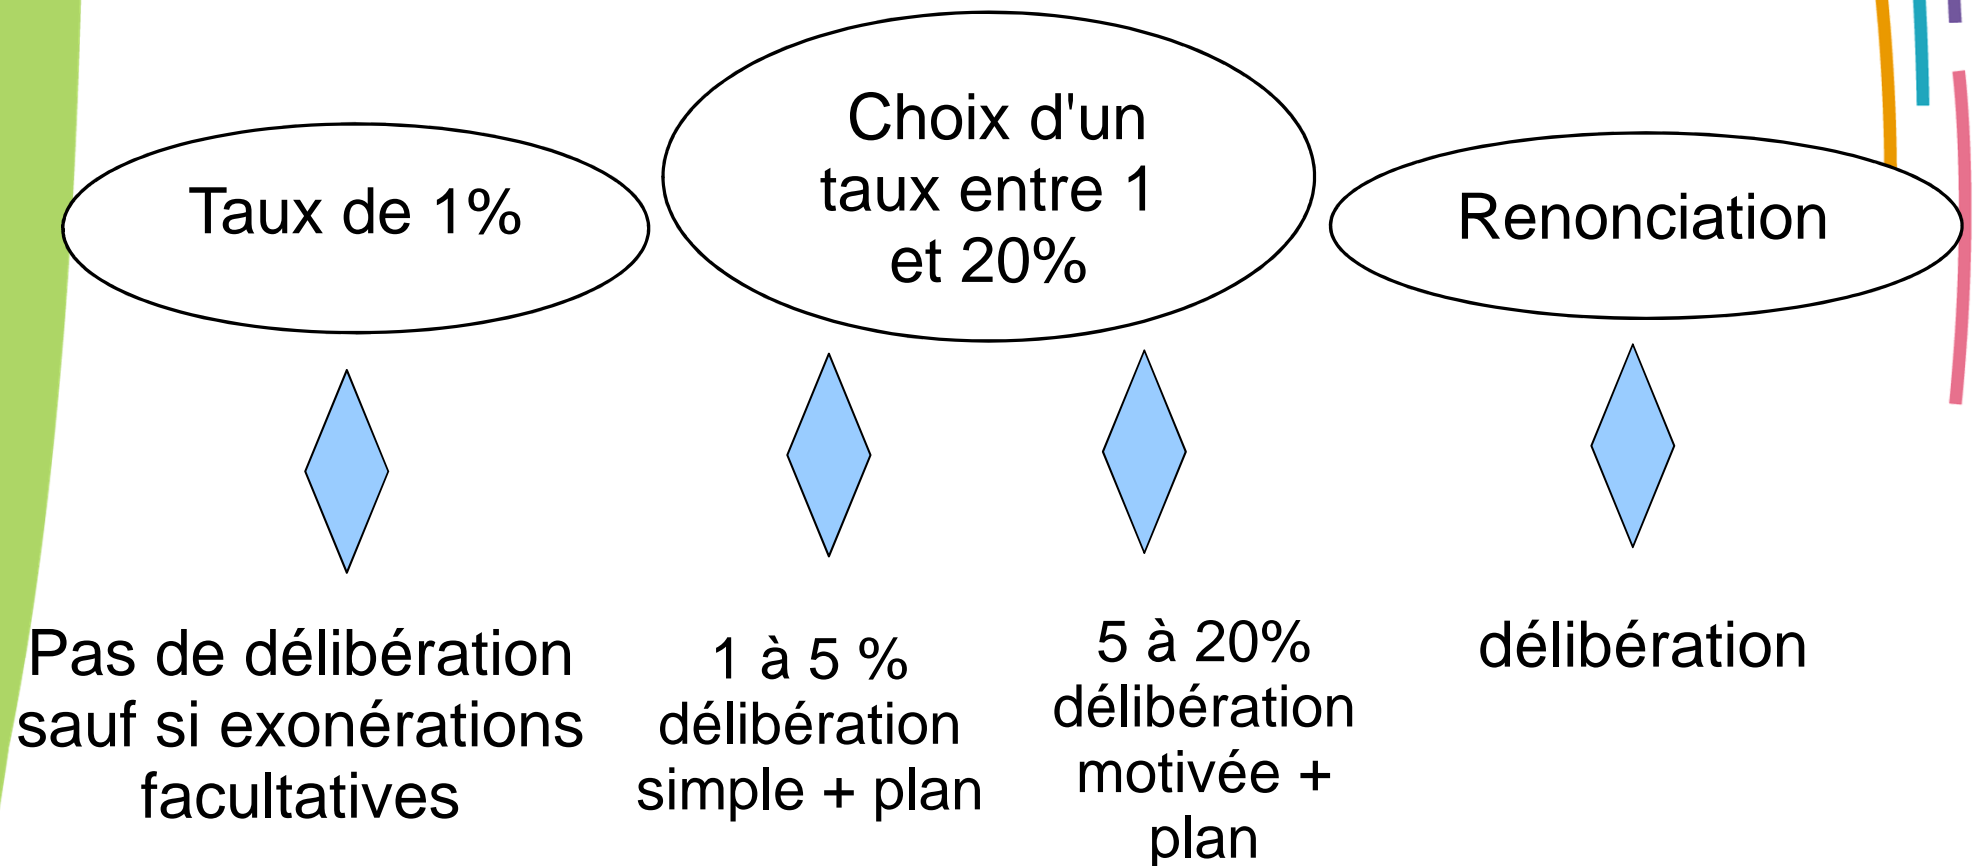 Taux de 1%
Choix d'un
taux entre 1
et 20%
Renonciation
Pas de délibération
sauf si exonérations
facultatives
1 à 5 %
délibération
simple + plan
5 à 20%
délibération
motivée +
plan
délibération